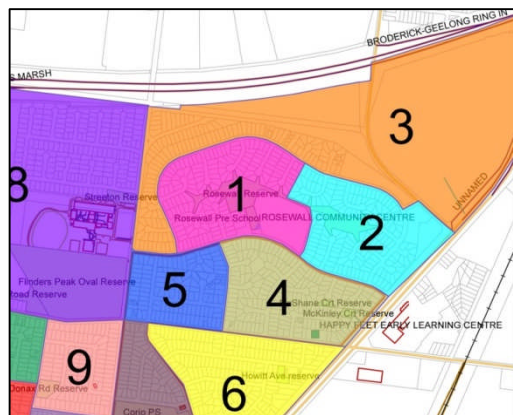 BRODERICK-GEELONG RING IN
S MARSH
3
1
8
Streeton Reserve
Rosewall Reserve
UNNAMED
Rosewall Pre School
ROSEWALL COMMUNITY CENTRE
2
Flinders Peak Oval Reserve
oad Reserve
5
4
Shane Crt Reserve
McKinley Crt Reserve
HAPPY FEET EARLY LEARNING CENTRE
9
6
Howitt Ave reserve
Donax Rd Reserve
Corio PS